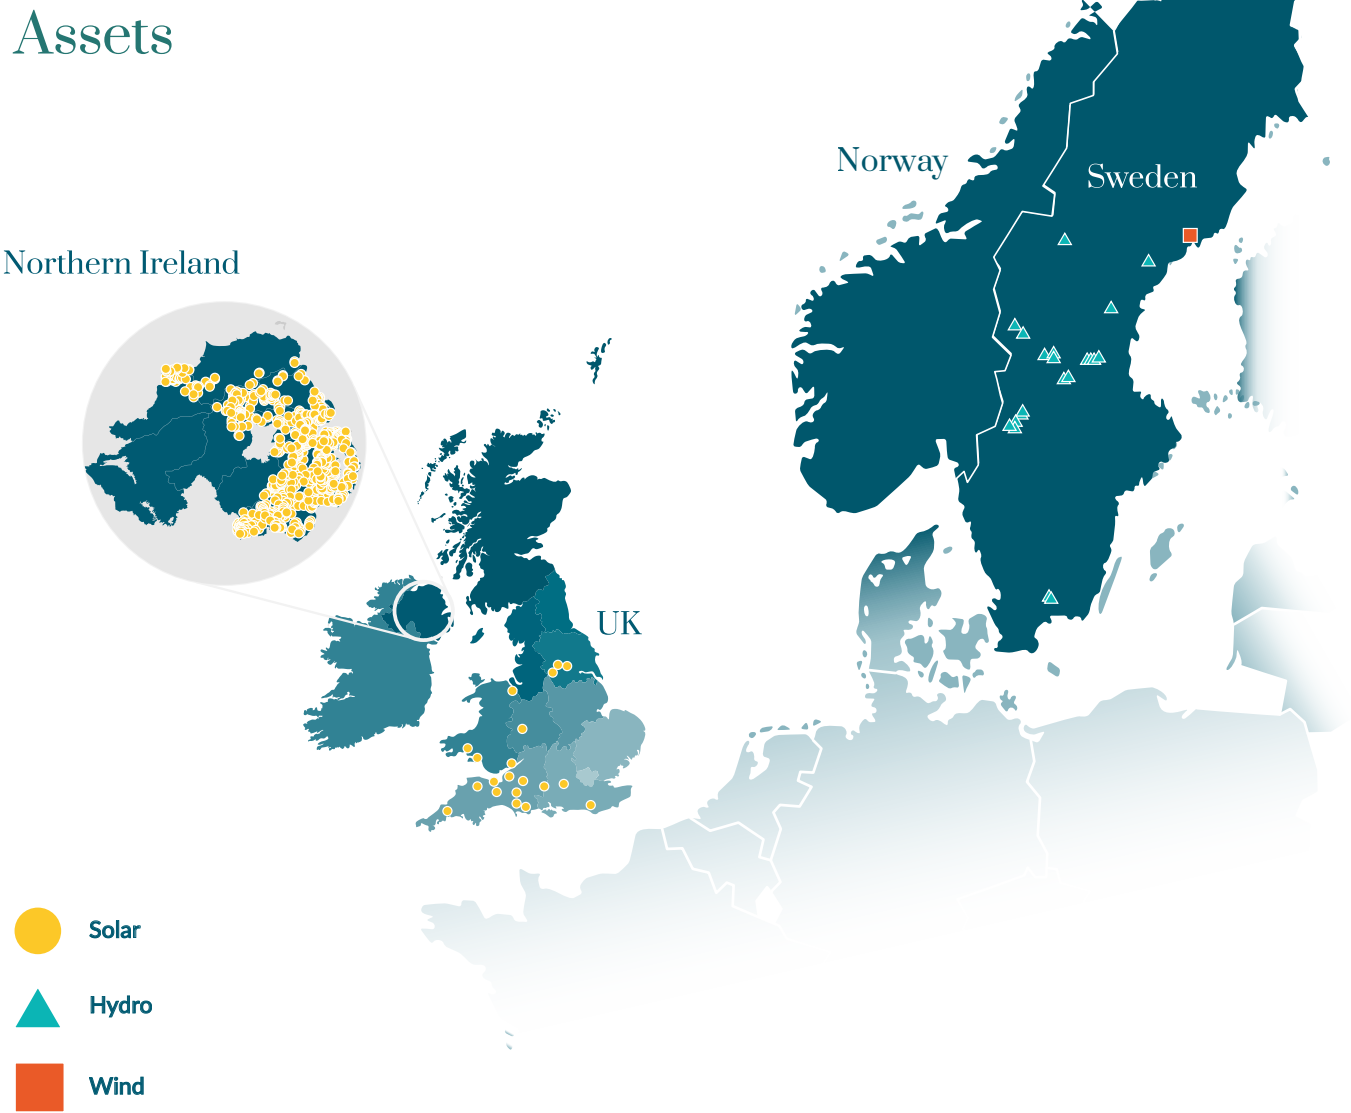 Assets
Norway
Sweden
Northern Ireland
UK
Solar
Hydro
Wind